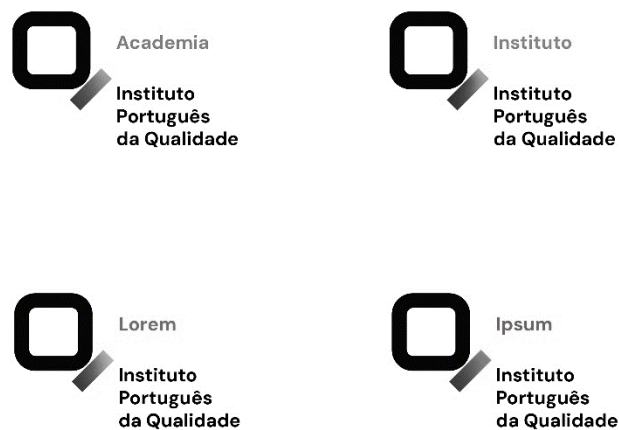 Academia
Instituto
Português
da Qualidade
Instituto
Instituto
Português
da Qualidade
Lorem
Instituto
Português
da Qualidade
Ipsum
Instituto
Português
da Qualidade